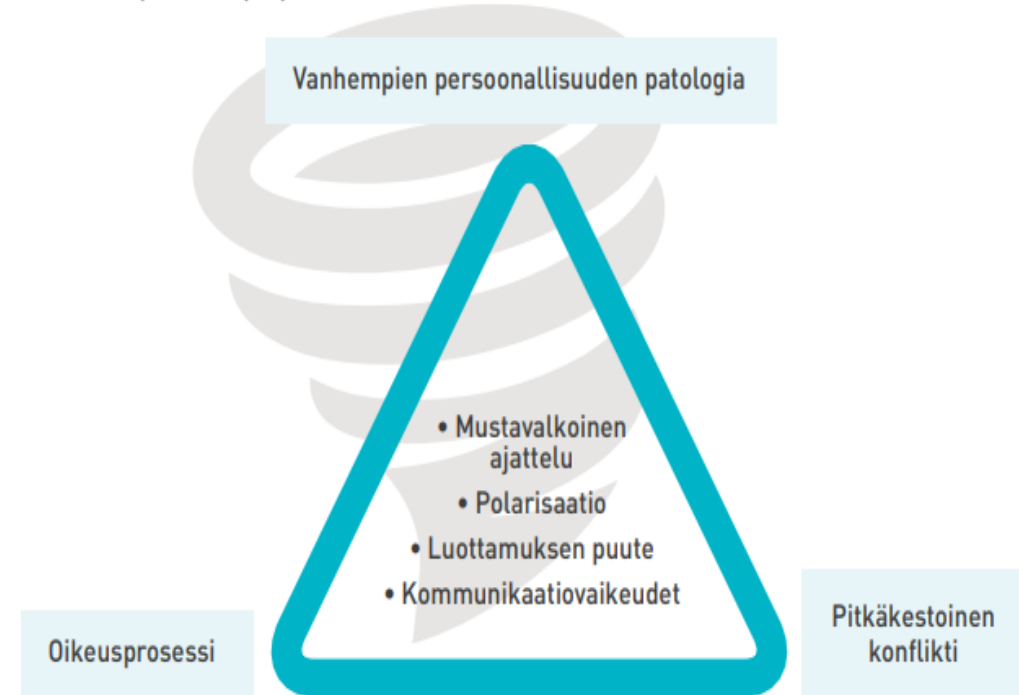 Vanhempien persoonallisuuden patologia
• Mustavalkoinen
ajattelu
• Polarisaatio
• Luottamuksen puute
• Kommunikaatiovaikeudet
Oikeusprosessi
Pitkäkestoinen
konflikti